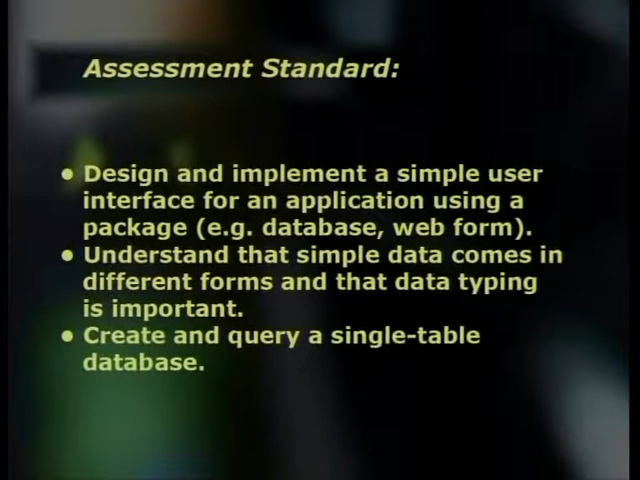 Assessment Standard:
• Design and implement a simple user
interface for an application using a
package (e.g. database, web form).
• Understand that simple data comes in
different forms and that data typing
is important.
• Create and query a single-table
database.